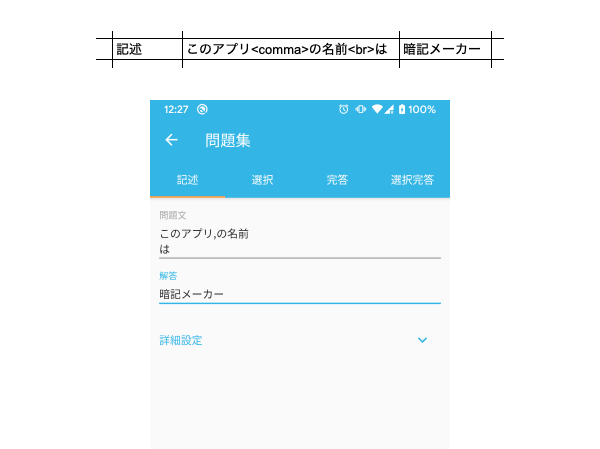 記述 このアプリ<comma>の名前<br>は 暗記メーカー
12:27 100%
問題集
記述 選択 完答 選択完答
問題文
このアプリ,の名前
は
解答
暗記メーカー
詳細設定